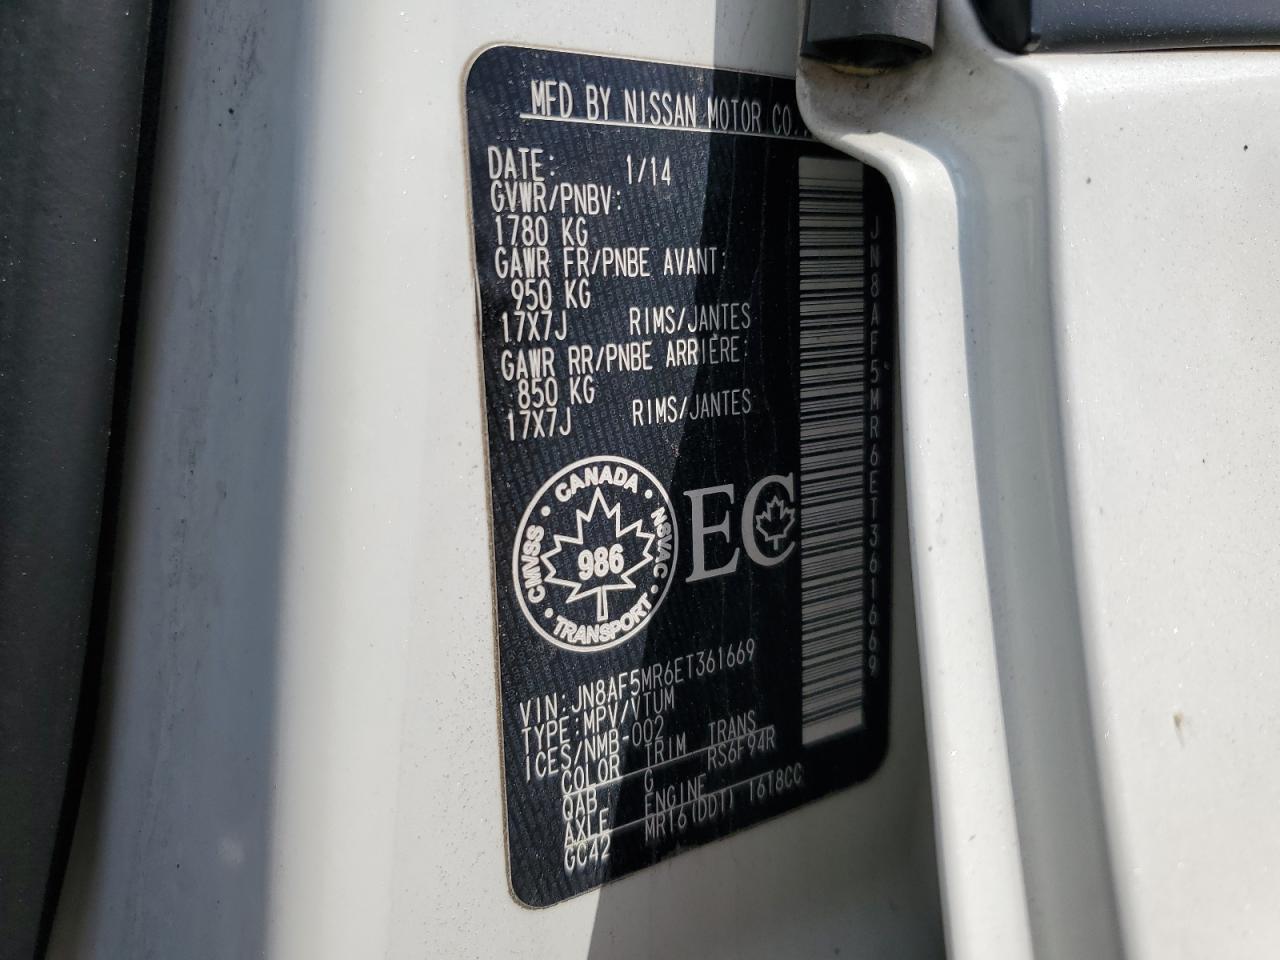 MFD BY NISSAN MOTOR CO.,
DATE: 1/14
GVWR/PNBV:
1780 KG
GAWR FR/PNBE AVANT:
950 KG
17X7J RIMS/JANTES
GAWR RR/PNBE ARRIÈRE:
850 KG
17X7J RIMS/JANTES
CANADA
CMVSS 986 NSVAC
TRANSPORT
EC
VIN: JN8AF5MR6ET361669
TYPE: MPV/VTUM
ICES/NMB-002
COLOR TRIM TRANS
QAB G RS6F94R
AXLE ENGINE
GC42 MR16(DDT) 1618CC
JN8AF5MR6ET361669